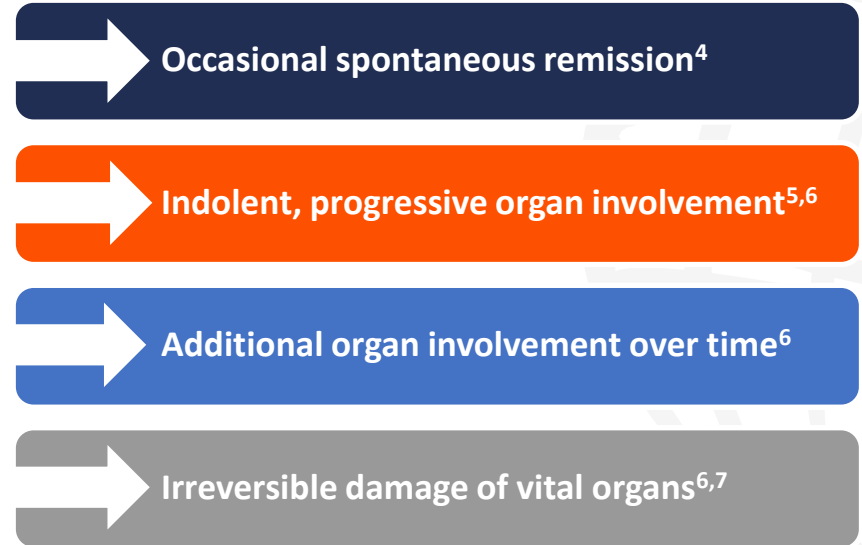 Occasional spontaneous remission⁴
Indolent, progressive organ involvement⁵,⁶
Additional organ involvement over time⁶
Irreversible damage of vital organs⁶,⁷